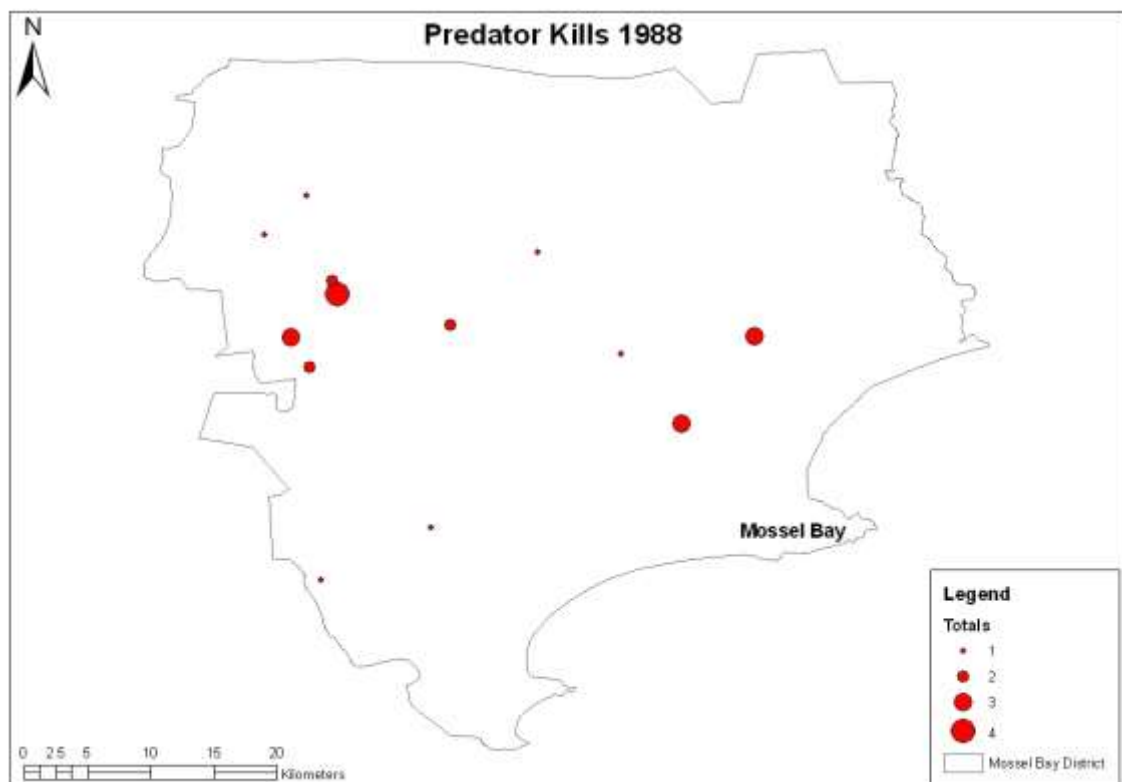 Predator Kills 1988
N
Mossel Bay
Legend
Totals
1
2
3
4
Mossel Bay District
0 2.5 5 10 15 20
Kilometers